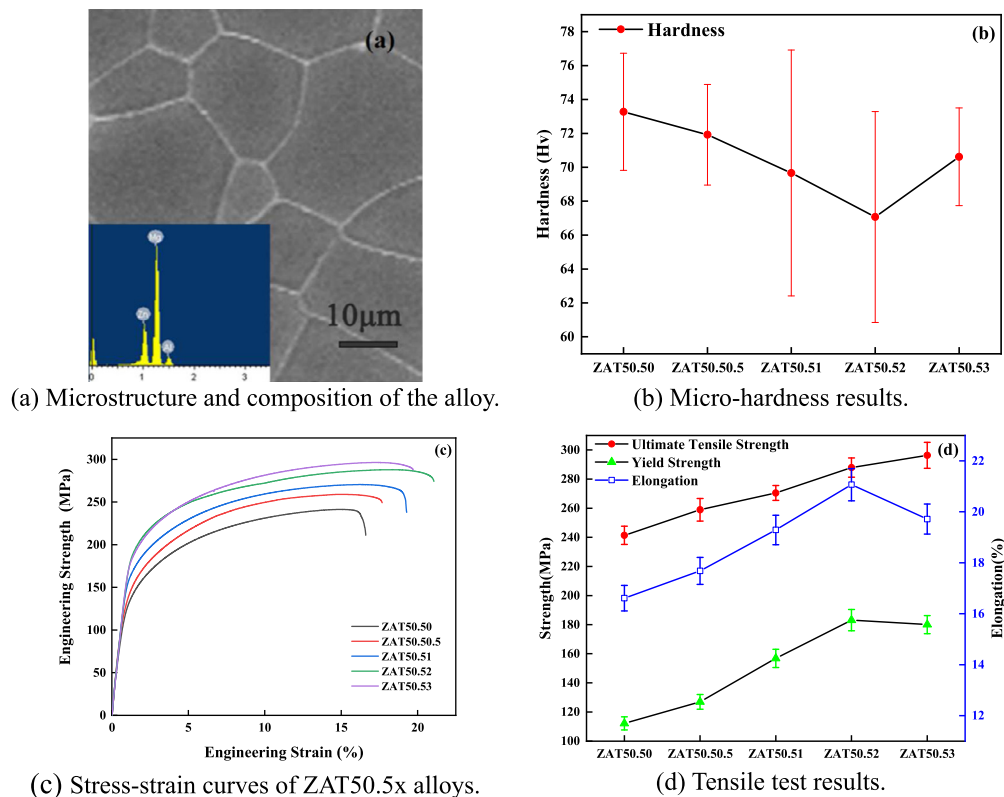 (a)
Mg
Zn
Al
0 1 2 3
10μm
(a) Microstructure and composition of the alloy.
Hardness
(b)
Hardness (Hv)
78
76
74
72
70
68
66
64
62
60
ZAT50.50 ZAT50.50.5 ZAT50.51 ZAT50.52 ZAT50.53
(b) Micro-hardness results.
(c)
Engineering Strength (MPa)
300
250
200
150
100
50
0
ZAT50.50
ZAT50.50.5
ZAT50.51
ZAT50.52
ZAT50.53
0 5 10 15 20
Engineering Strain (%)
(c) Stress-strain curves of ZAT50.5x alloys.
Ultimate Tensile Strength
Yield Strength
Elongation
(d)
Strength(MPa)
300
280
260
240
220
200
180
160
140
120
100
22
20
18
16
14
12
Elongation(%)
ZAT50.50 ZAT50.50.5 ZAT50.51 ZAT50.52 ZAT50.53
(d) Tensile test results.